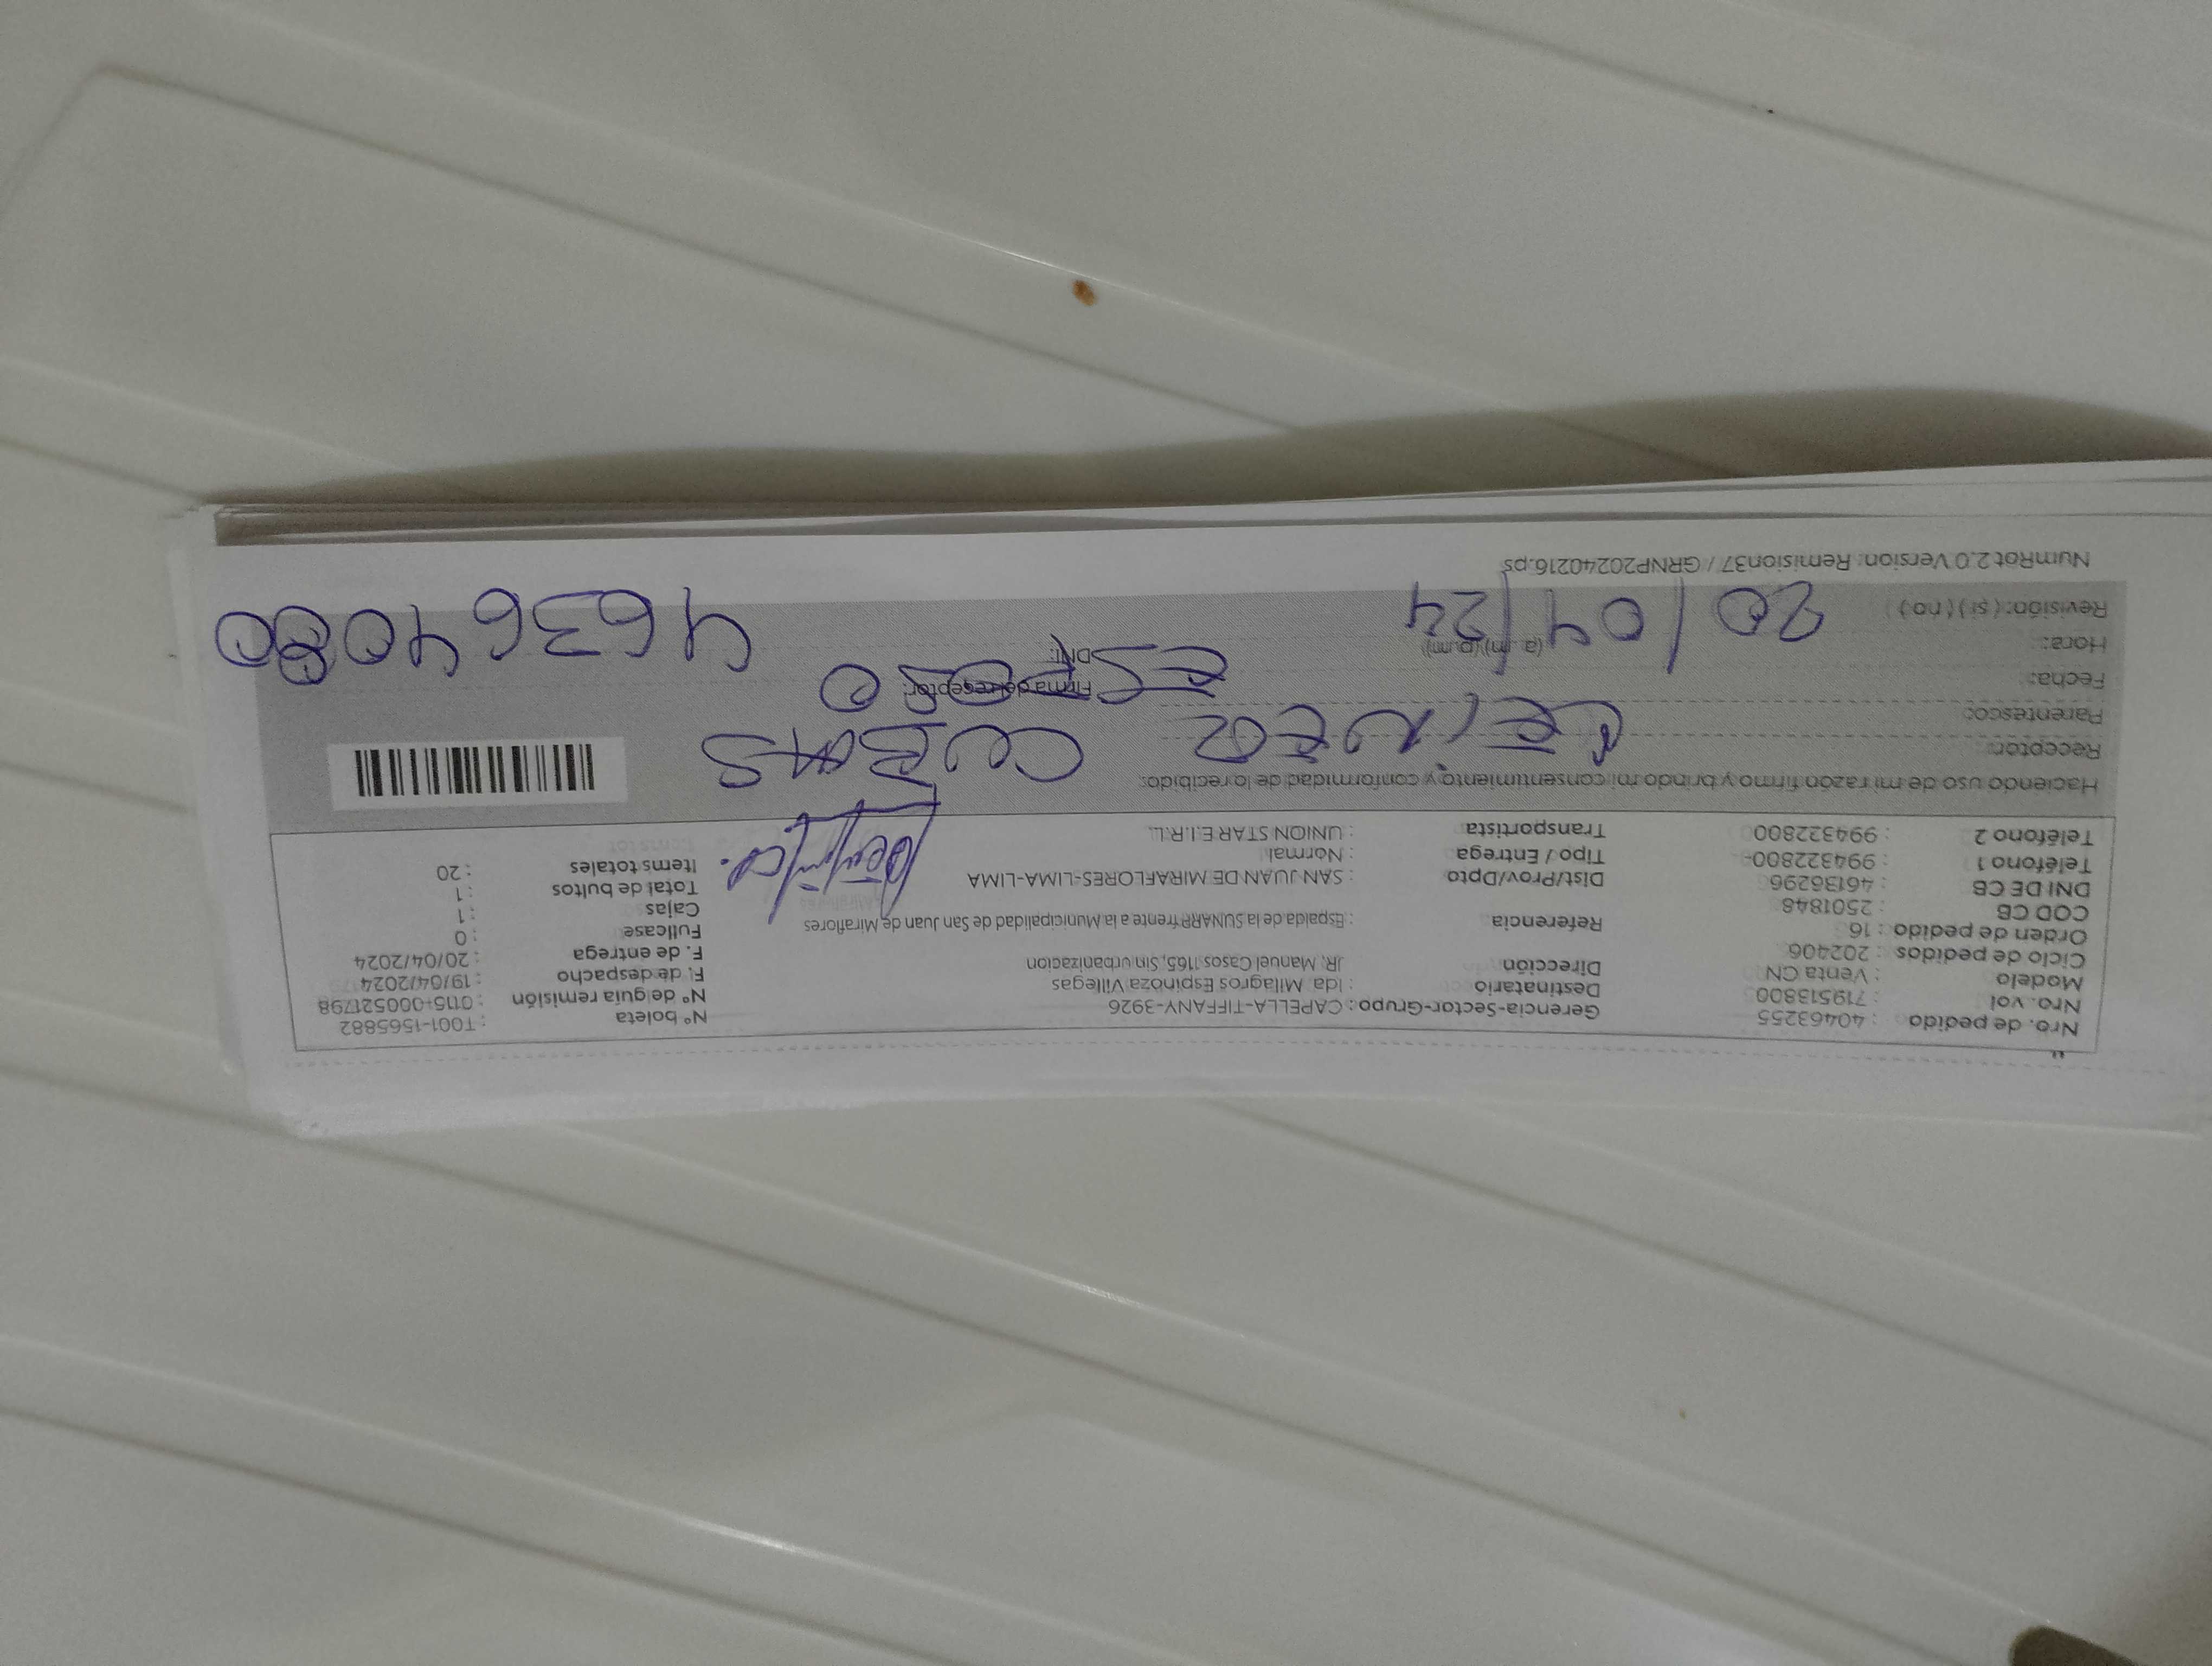 Nro. de pedido : 40463255
Nro. vol : 719513800
Modelo : Venta CN
Ciclo de pedidos : 202406
Orden de pedido : 16
COD CB : 2501848
DNI DE CB : 46136296
Teléfono 1 : 994322800-
Teléfono 2 : 994322800
Gerencia-Sector-Grupo : CAPELLA-TIFFANY-3926
Destinatario : Ida. Milagros Espinoza Villegas
Dirección JR. Manuel Casos 1165, Sin urbanizacion
Referencia : Espalda de la SUNARP frente a la Municipalidad de San Juan de Miraflores
Dist/Prov/Dpto : SAN JUAN DE MIRAFLORES-LIMA-LIMA
Tipo / Entrega : Normal
Transportista : UNION STAR E.I.R.L.
N° boleta : T001-1565882
N° de guia remisión : 0115-000521798
F. de despacho : 19/04/2024
F. de entrega : 20/04/2024
Fullcase : 0
Cajas : 1
Total de bultos : 1
Items totales : 20
Haciendo uso de mi razón firmo y brindo mi consentimiento y conformidad de lo recibido:
Receptor:
CUBAS
Parentesco:
ESPOSO
Fecha:
Firma del receptor:
Hora: (a. m) (p. m)
DNI:
20/04/24
Revisión: ( si ) ( no )
NumRot 2.0 Version: Remision37 / GRNP20240216.ps